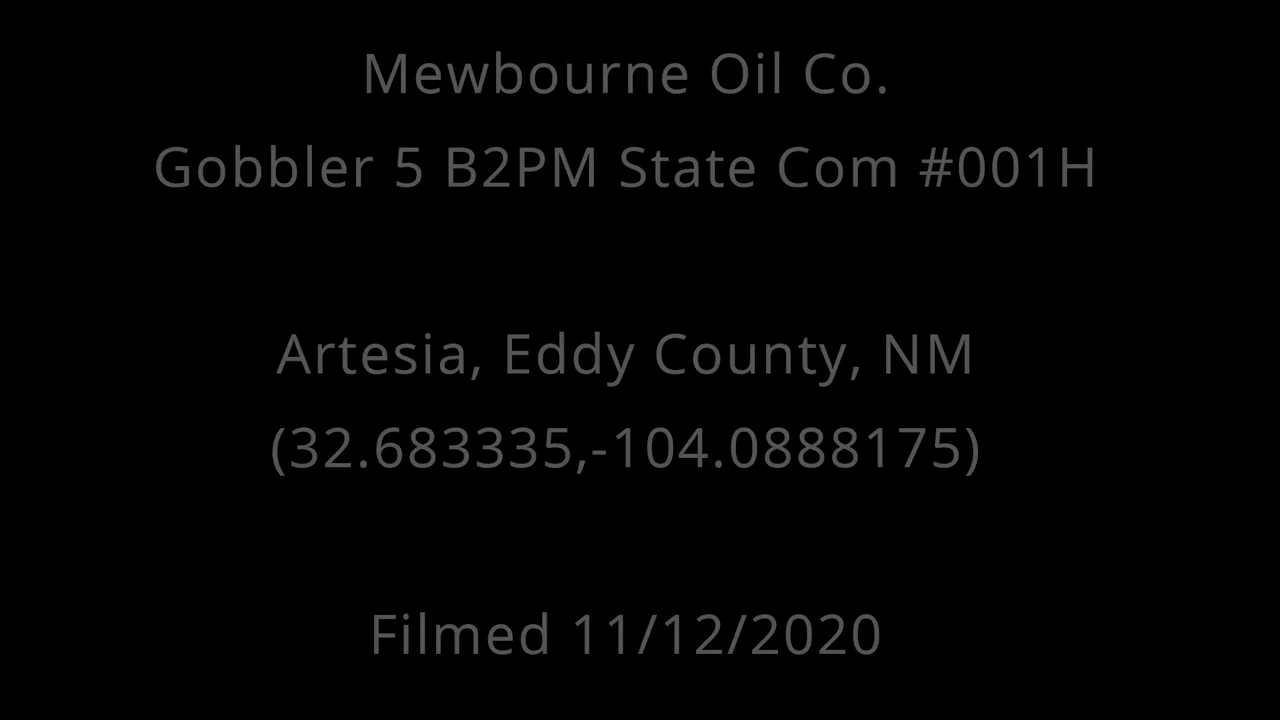 Mewbourne Oil Co.
Gobbler 5 B2PM State Com #001H
Artesia, Eddy County, NM
(32.683335,-104.0888175)
Filmed 11/12/2020